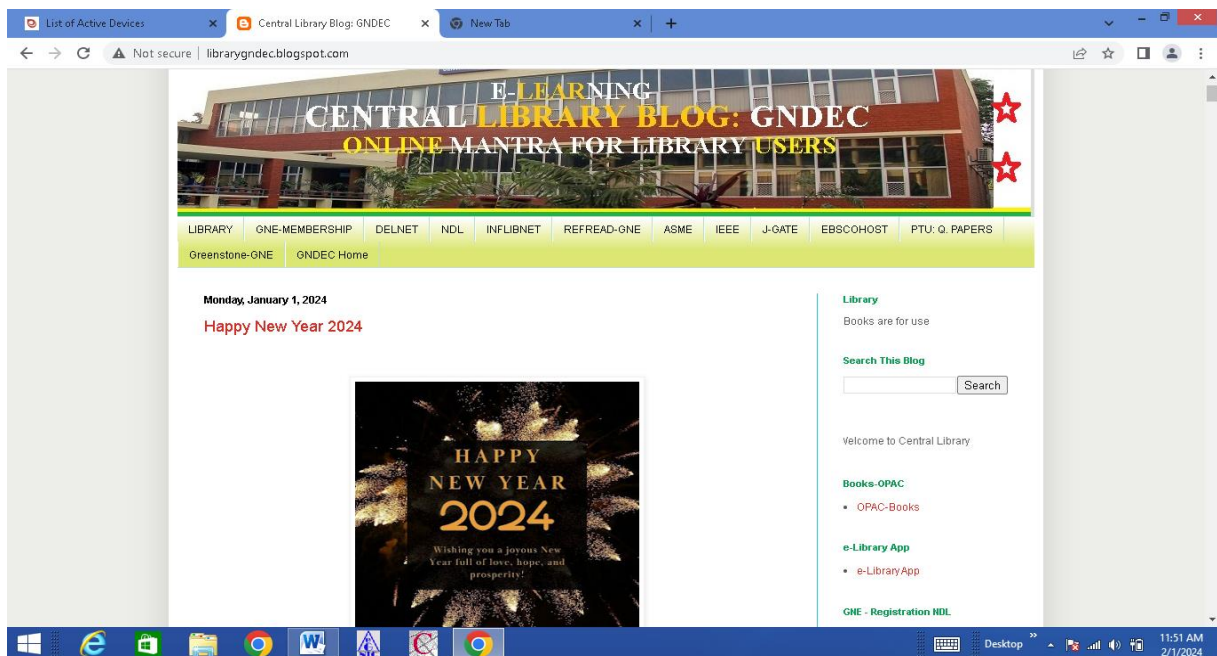 List of Active Devices
Central Library Blog: GNDEC
New Tab
Not secure | librarygndec.blogspot.com
E-LEARNING
CENTRAL LIBRARY BLOG: GNDEC
ONLINE MANTRA FOR LIBRARY USERS
LIBRARY GNE-MEMBERSHIP DELNET NDL INFLIBNET REFREAD-GNE ASME IEEE J-GATE EBSCOHOST PTU: Q. PAPERS
Greenstone-GNE GNDEC Home
Monday, January 1, 2024
Happy New Year 2024
HAPPY
NEW YEAR
2024
Wishing you a joyous New
Year full of love, hope, and
prosperity!
Library
Books are for use
Search This Blog
Search
Velcome to Central Library
Books-OPAC
OPAC-Books
e-Library App
e-Library App
GNE - Registration NDL
Desktop
11:51 AM
2/1/2024